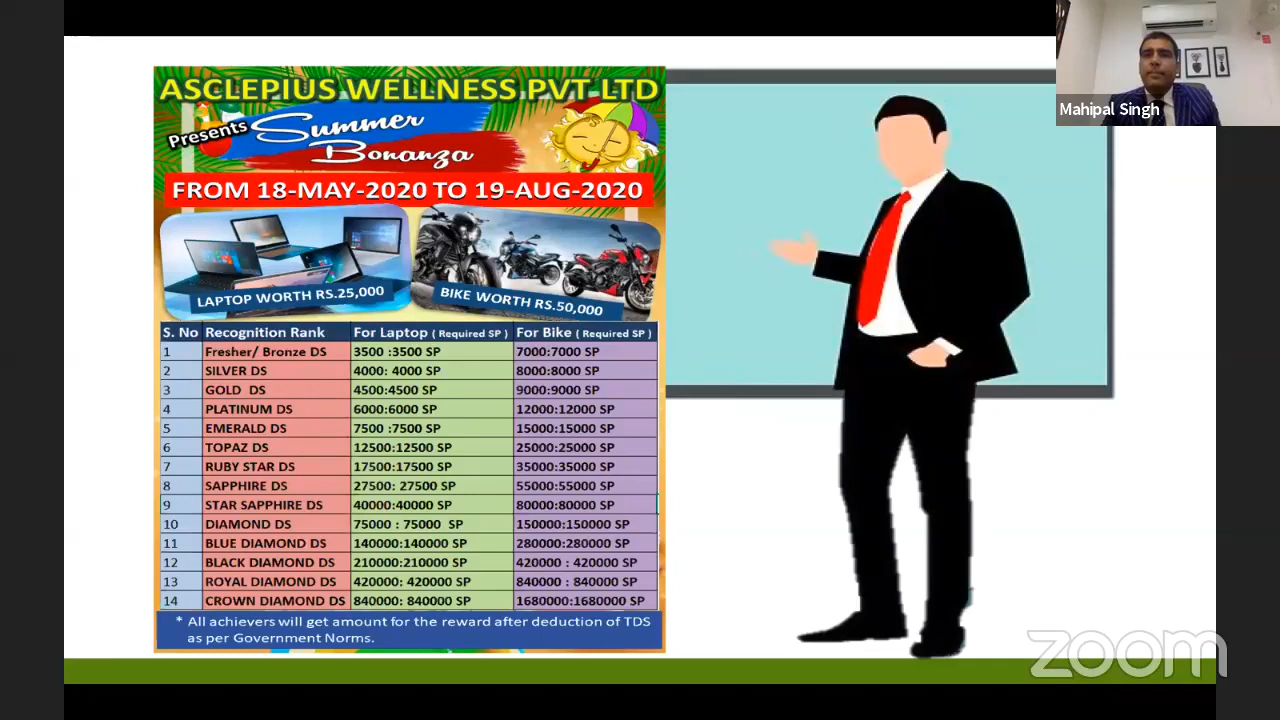 ASCLEPIUS WELLNESS PVT LTD
Presents Summer
Bonanza
FROM 18-MAY-2020 TO 19-AUG-2020
LAPTOP WORTH RS.25,000
BIKE WORTH RS.50,000
S. No Recognition Rank For Laptop ( Required SP ) For Bike ( Required SP )
1 Fresher/ Bronze DS 3500 :3500 SP 7000:7000 SP
2 SILVER DS 4000: 4000 SP 8000:8000 SP
3 GOLD DS 4500:4500 SP 9000:9000 SP
4 PLATINUM DS 6000:6000 SP 12000:12000 SP
5 EMERALD DS 7500 :7500 SP 15000:15000 SP
6 TOPAZ DS 12500:12500 SP 25000:25000 SP
7 RUBY STAR DS 17500:17500 SP 35000:35000 SP
8 SAPPHIRE DS 27500: 27500 SP 55000:55000 SP
9 STAR SAPPHIRE DS 40000:40000 SP 80000:80000 SP
10 DIAMOND DS 75000 : 75000 SP 150000:150000 SP
11 BLUE DIAMOND DS 140000:140000 SP 280000:280000 SP
12 BLACK DIAMOND DS 210000:210000 SP 420000 : 420000 SP
13 ROYAL DIAMOND DS 420000: 420000 SP 840000 : 840000 SP
14 CROWN DIAMOND DS 840000: 840000 SP 1680000:1680000 SP
* All achievers will get amount for the reward after deduction of TDS
as per Government Norms.
Mahipal Singh
zoom